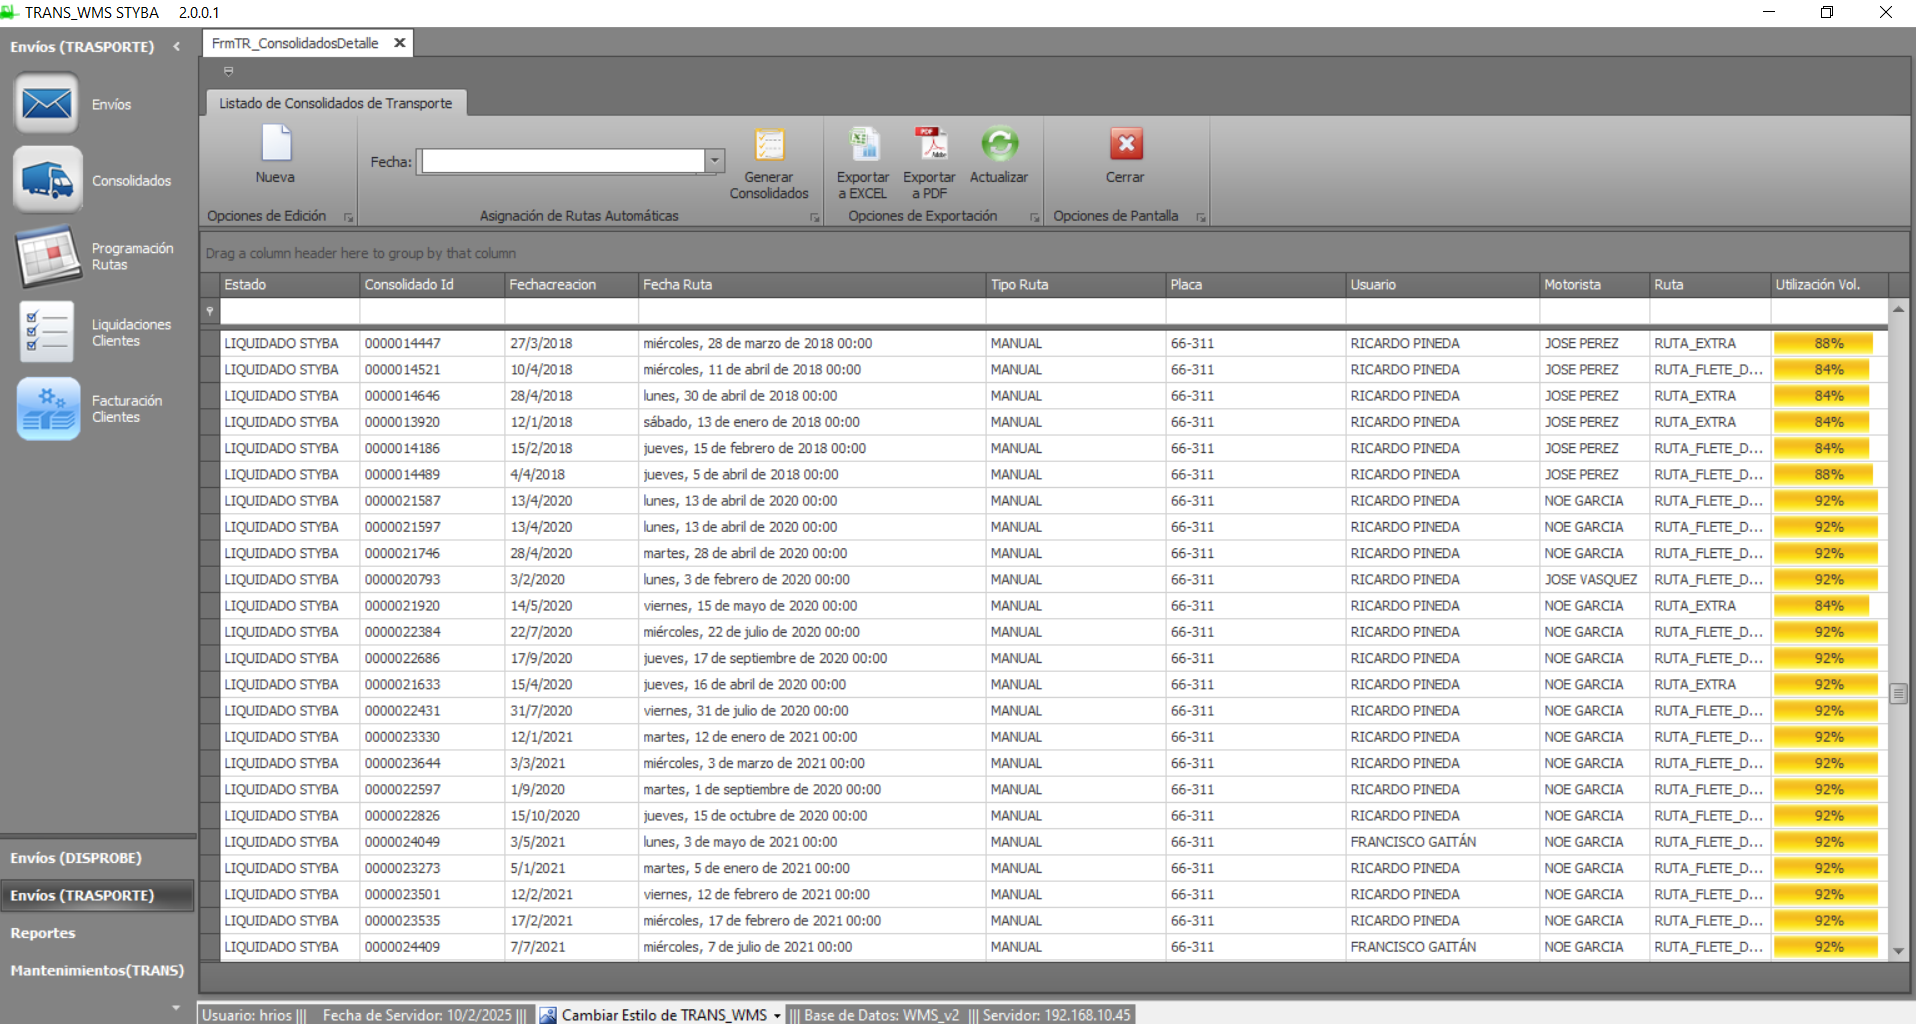 TRANS_WMS STYBA 2.0.0.1
Envíos (TRASPORTE) <
FrmTR_ConsolidadosDetalle
Envíos
Consolidados
Programación
Rutas
Liquidaciones
Clientes
Facturación
Clientes
Listado de Consolidados de Transporte
Nueva
Opciones de Edición
Fecha:
Generar
Consolidados
Asignación de Rutas Automáticas
Exportar
a EXCEL
PDF
Adobe
Exportar
a PDF
Actualizar
Opciones de Exportación
Cerrar
Opciones de Pantalla
Drag a column header here to group by that column
Estado Consolidado Id Fechacreacion Fecha Ruta Tipo Ruta Placa Usuario Motorista Ruta Utilización Vol.
LIQUIDADO STYBA 0000014447 27/3/2018 miércoles, 28 de marzo de 2018 00:00 MANUAL 66-311 RICARDO PINEDA JOSE PEREZ RUTA_EXTRA 88%
LIQUIDADO STYBA 0000014521 10/4/2018 miércoles, 11 de abril de 2018 00:00 MANUAL 66-311 RICARDO PINEDA JOSE PEREZ RUTA_FLETE_D... 84%
LIQUIDADO STYBA 0000014646 28/4/2018 lunes, 30 de abril de 2018 00:00 MANUAL 66-311 RICARDO PINEDA JOSE PEREZ RUTA_EXTRA 84%
LIQUIDADO STYBA 0000013920 12/1/2018 sábado, 13 de enero de 2018 00:00 MANUAL 66-311 RICARDO PINEDA JOSE PEREZ RUTA_EXTRA 84%
LIQUIDADO STYBA 0000014186 15/2/2018 jueves, 15 de febrero de 2018 00:00 MANUAL 66-311 RICARDO PINEDA JOSE PEREZ RUTA_FLETE_D... 84%
LIQUIDADO STYBA 0000014489 4/4/2018 jueves, 5 de abril de 2018 00:00 MANUAL 66-311 RICARDO PINEDA JOSE PEREZ RUTA_FLETE_D... 88%
LIQUIDADO STYBA 0000021587 13/4/2020 lunes, 13 de abril de 2020 00:00 MANUAL 66-311 RICARDO PINEDA NOE GARCIA RUTA_FLETE_D... 92%
LIQUIDADO STYBA 0000021597 13/4/2020 lunes, 13 de abril de 2020 00:00 MANUAL 66-311 RICARDO PINEDA NOE GARCIA RUTA_FLETE_D... 92%
LIQUIDADO STYBA 0000021746 28/4/2020 martes, 28 de abril de 2020 00:00 MANUAL 66-311 RICARDO PINEDA NOE GARCIA RUTA_FLETE_D... 92%
LIQUIDADO STYBA 0000020793 3/2/2020 lunes, 3 de febrero de 2020 00:00 MANUAL 66-311 RICARDO PINEDA JOSE VASQUEZ RUTA_FLETE_D... 92%
LIQUIDADO STYBA 0000021920 14/5/2020 viernes, 15 de mayo de 2020 00:00 MANUAL 66-311 RICARDO PINEDA NOE GARCIA RUTA_EXTRA 84%
LIQUIDADO STYBA 0000022384 22/7/2020 miércoles, 22 de julio de 2020 00:00 MANUAL 66-311 RICARDO PINEDA NOE GARCIA RUTA_FLETE_D... 92%
LIQUIDADO STYBA 0000022686 17/9/2020 jueves, 17 de septiembre de 2020 00:00 MANUAL 66-311 RICARDO PINEDA NOE GARCIA RUTA_FLETE_D... 92%
LIQUIDADO STYBA 0000021633 15/4/2020 jueves, 16 de abril de 2020 00:00 MANUAL 66-311 RICARDO PINEDA NOE GARCIA RUTA_EXTRA 92%
LIQUIDADO STYBA 0000022431 31/7/2020 viernes, 31 de julio de 2020 00:00 MANUAL 66-311 RICARDO PINEDA NOE GARCIA RUTA_FLETE_D... 92%
LIQUIDADO STYBA 0000023330 12/1/2021 martes, 12 de enero de 2021 00:00 MANUAL 66-311 RICARDO PINEDA NOE GARCIA RUTA_FLETE_D... 92%
LIQUIDADO STYBA 0000023644 3/3/2021 miércoles, 3 de marzo de 2021 00:00 MANUAL 66-311 RICARDO PINEDA NOE GARCIA RUTA_FLETE_D... 92%
LIQUIDADO STYBA 0000022597 1/9/2020 martes, 1 de septiembre de 2020 00:00 MANUAL 66-311 RICARDO PINEDA NOE GARCIA RUTA_FLETE_D... 92%
LIQUIDADO STYBA 0000022826 15/10/2020 jueves, 15 de octubre de 2020 00:00 MANUAL 66-311 RICARDO PINEDA NOE GARCIA RUTA_FLETE_D... 92%
LIQUIDADO STYBA 0000024049 3/5/2021 lunes, 3 de mayo de 2021 00:00 MANUAL 66-311 FRANCISCO GAITÁN NOE GARCIA RUTA_FLETE_D... 92%
LIQUIDADO STYBA 0000023273 5/1/2021 martes, 5 de enero de 2021 00:00 MANUAL 66-311 RICARDO PINEDA NOE GARCIA RUTA_FLETE_D... 92%
LIQUIDADO STYBA 0000023501 12/2/2021 viernes, 12 de febrero de 2021 00:00 MANUAL 66-311 RICARDO PINEDA NOE GARCIA RUTA_FLETE_D... 92%
LIQUIDADO STYBA 0000023535 17/2/2021 miércoles, 17 de febrero de 2021 00:00 MANUAL 66-311 RICARDO PINEDA NOE GARCIA RUTA_FLETE_D... 92%
LIQUIDADO STYBA 0000024409 7/7/2021 miércoles, 7 de julio de 2021 00:00 MANUAL 66-311 FRANCISCO GAITÁN NOE GARCIA RUTA_FLETE_D... 92%
Envíos (DISPROBE)
Envíos (TRASPORTE)
Reportes
Mantenimientos(TRANS)
Usuario: hrios ||| Fecha de Servidor: 10/2/2025 ||| Cambiar Estilo de TRANS_WMS ||| Base de Datos: WMS_v2 ||| Servidor: 192.168.10.45